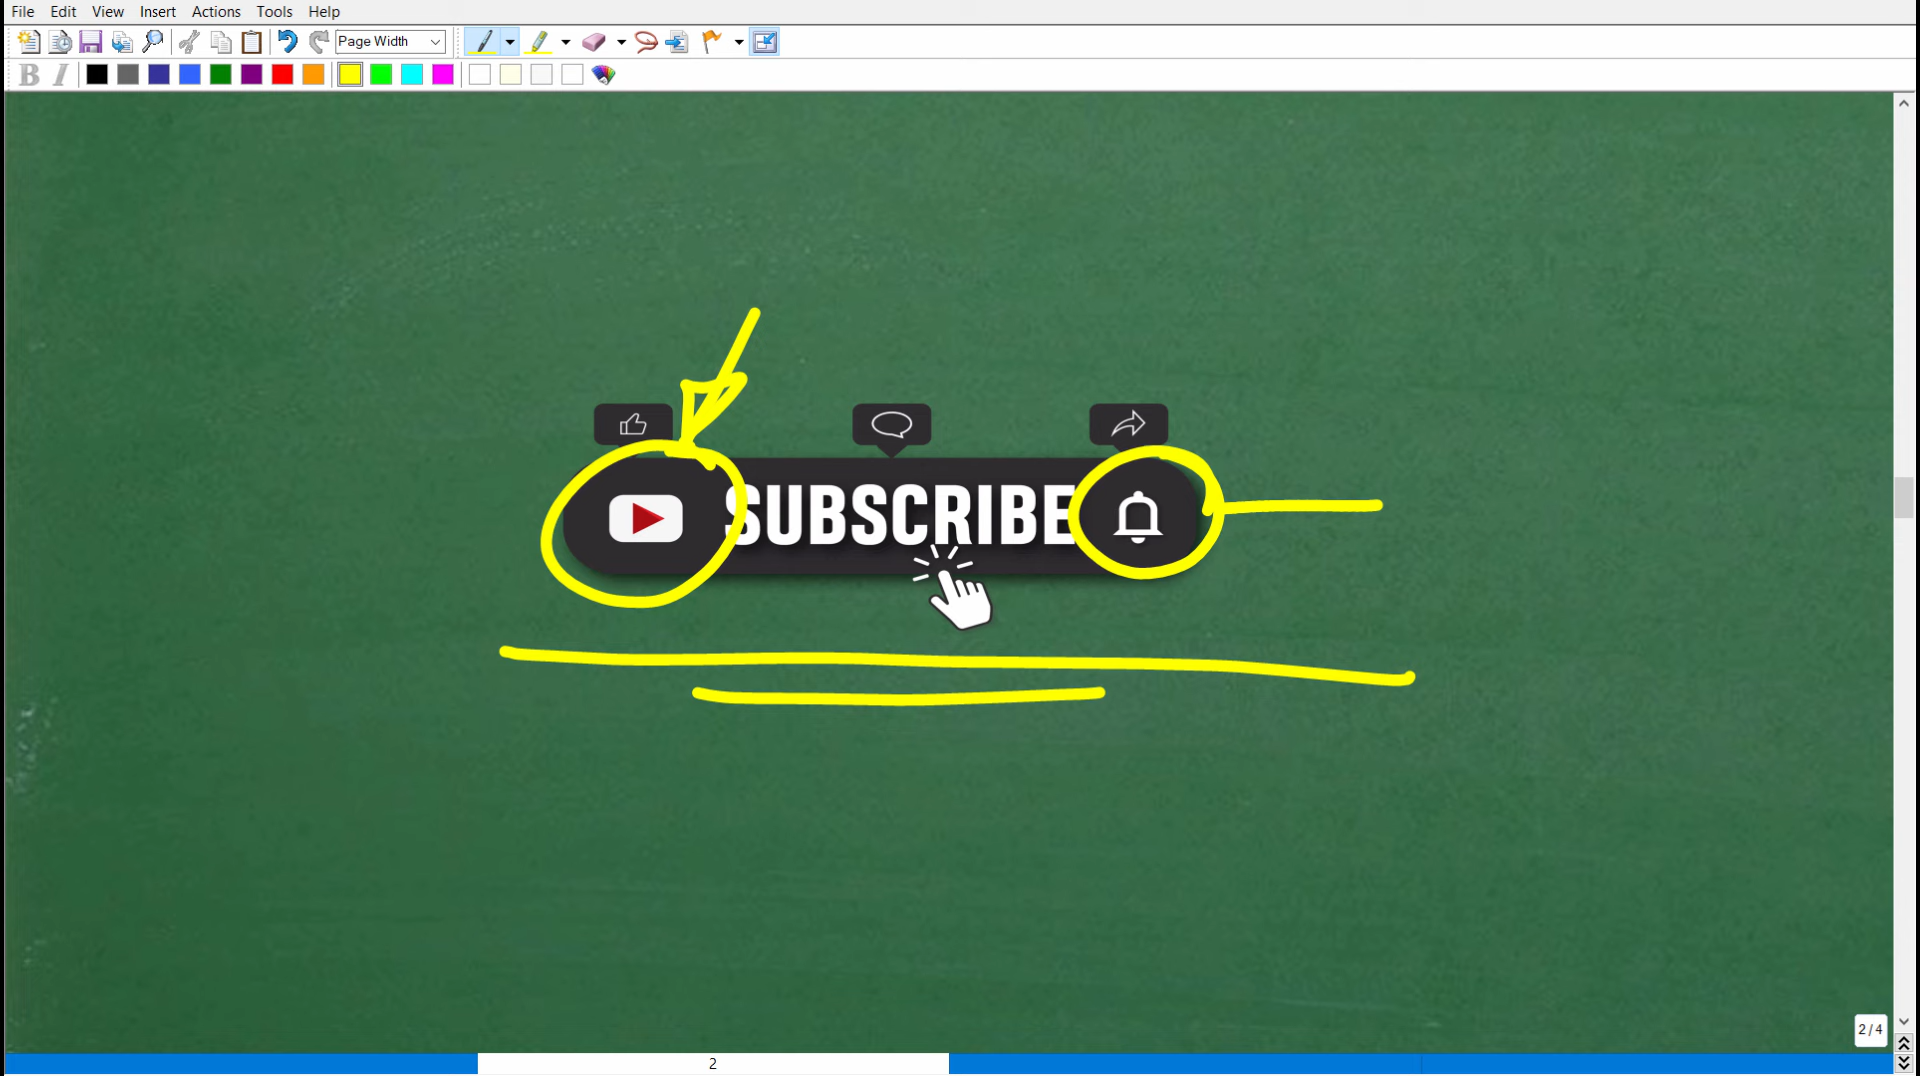 File Edit View Insert Actions Tools Help
Page Width
B I
SUBSCRIBE
2 / 4
2